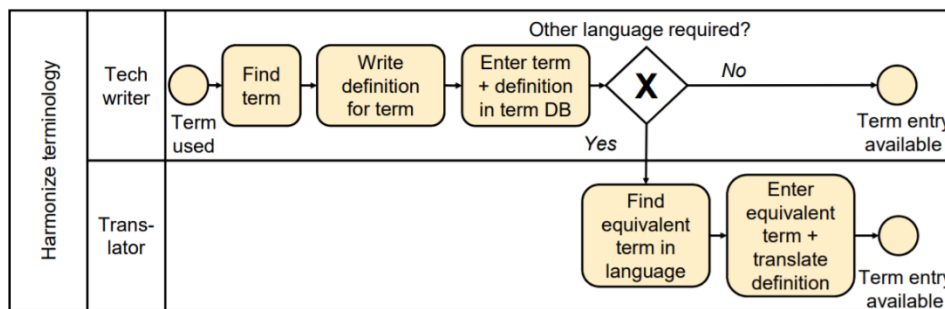 Harmonize terminology
Tech
writer
Term
used
Find
term
Write
definition
for term
Enter term
+ definition
in term DB
Other language required?
X
No
Term entry
available
Yes
Trans-
lator
Find
equivalent
term in
language
Enter
equivalent
term +
translate
definition
Term entry
available